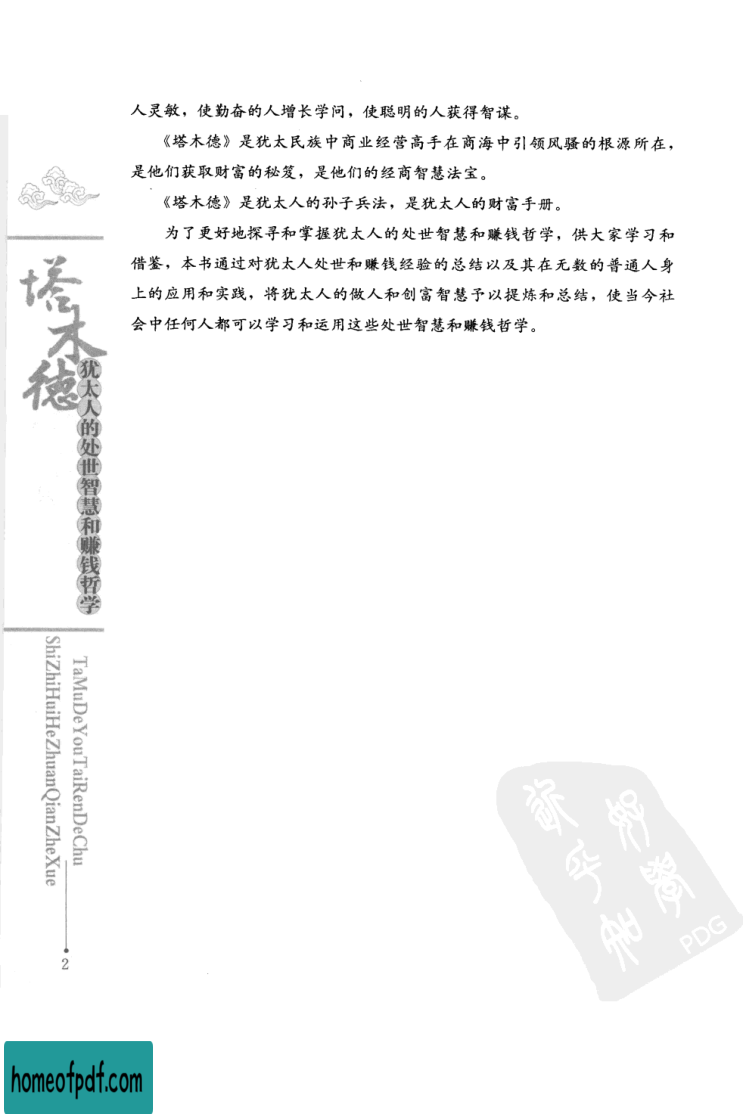 人灵敏，使勤奋的人增长学问，使聪明的人获得智谋。
《塔木德》是犹太民族中商业经营高手在商海中引领风骚的根源所在，
是他们获取财富的秘笈，是他们的经商智慧法宝。
《塔木德》是犹太人的孙子兵法，是犹太人的财富手册。
为了更好地探寻和掌握犹太人的处世智慧和赚钱哲学，供大家学习和
借鉴，本书通过对犹太人处世和赚钱经验的总结以及其在无数的普通人身
上的应用和实践，将犹太人的做人和创富智慧予以提炼和总结，使当今社
会中任何人都可以学习和运用这些处世智慧和赚钱哲学。
塔木德
犹太人的处世智慧和赚钱哲学
TaMuDeYouTaiRenDeChu
ShiZhiHuiHeZhuanQianZheXue
2
好学
PDG
homeofpdf.com